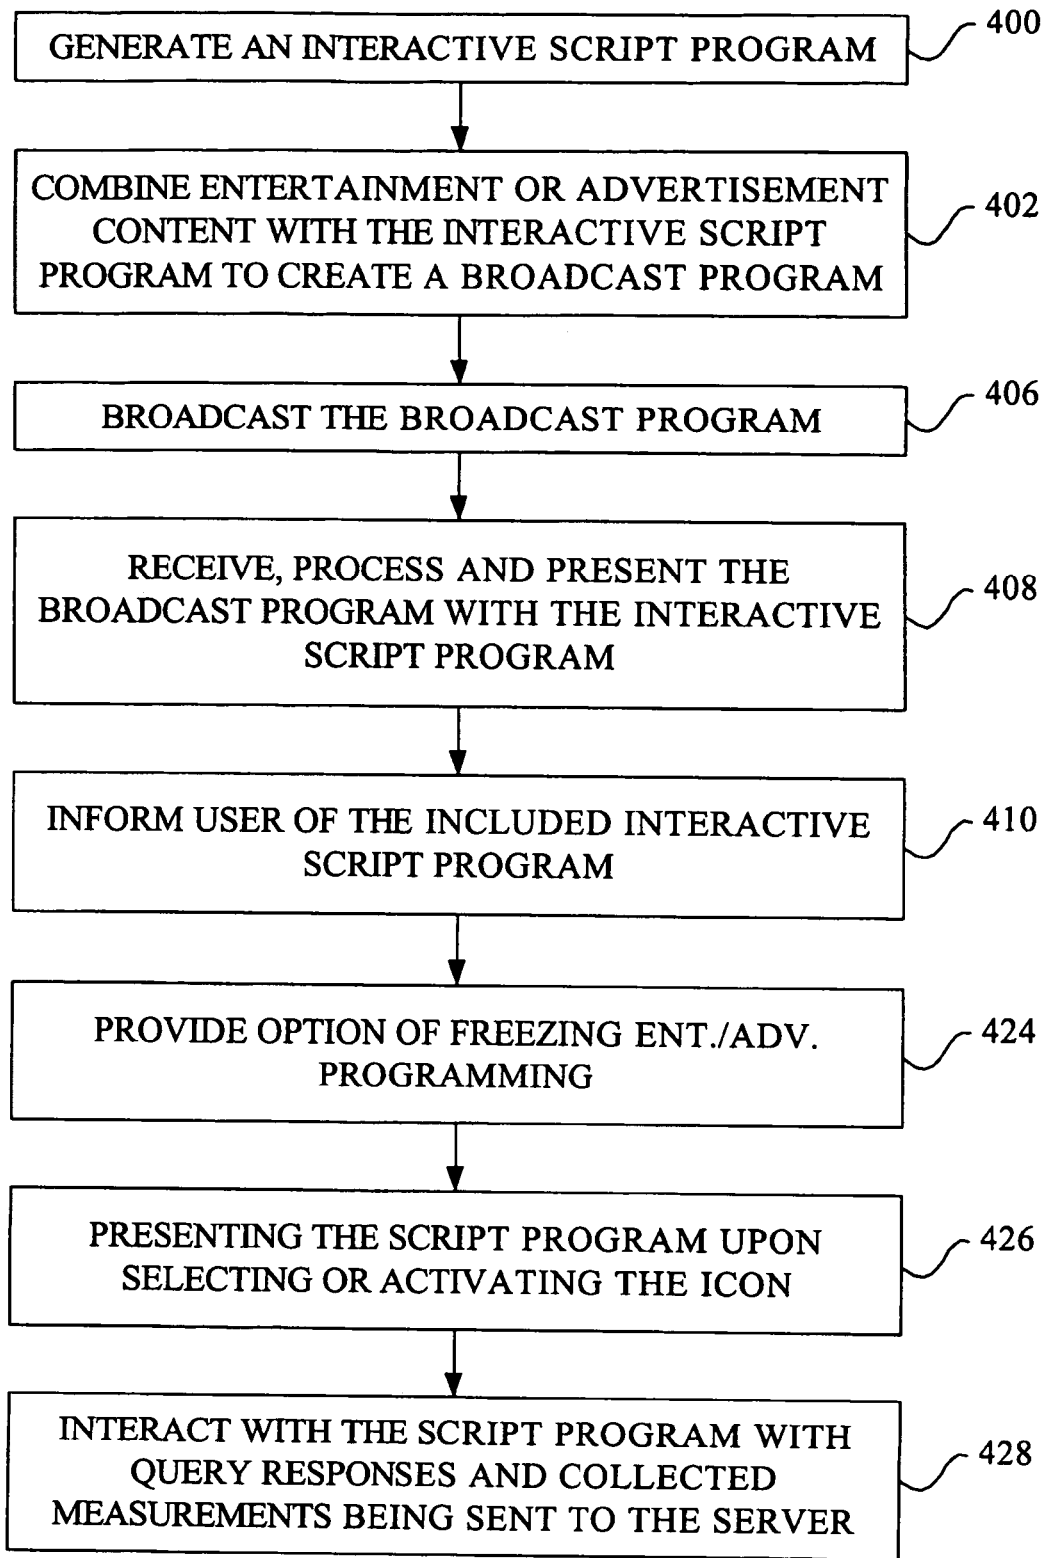 GENERATE AN INTERACTIVE SCRIPT PROGRAM
400
COMBINE ENTERTAINMENT OR ADVERTISEMENT
CONTENT WITH THE INTERACTIVE SCRIPT
PROGRAM TO CREATE A BROADCAST PROGRAM
402
BROADCAST THE BROADCAST PROGRAM
406
RECEIVE, PROCESS AND PRESENT THE
BROADCAST PROGRAM WITH THE INTERACTIVE
SCRIPT PROGRAM
408
INFORM USER OF THE INCLUDED INTERACTIVE
SCRIPT PROGRAM
410
PROVIDE OPTION OF FREEZING ENT./ADV.
PROGRAMMING
424
PRESENTING THE SCRIPT PROGRAM UPON
SELECTING OR ACTIVATING THE ICON
426
INTERACT WITH THE SCRIPT PROGRAM WITH
QUERY RESPONSES AND COLLECTED
MEASUREMENTS BEING SENT TO THE SERVER
428